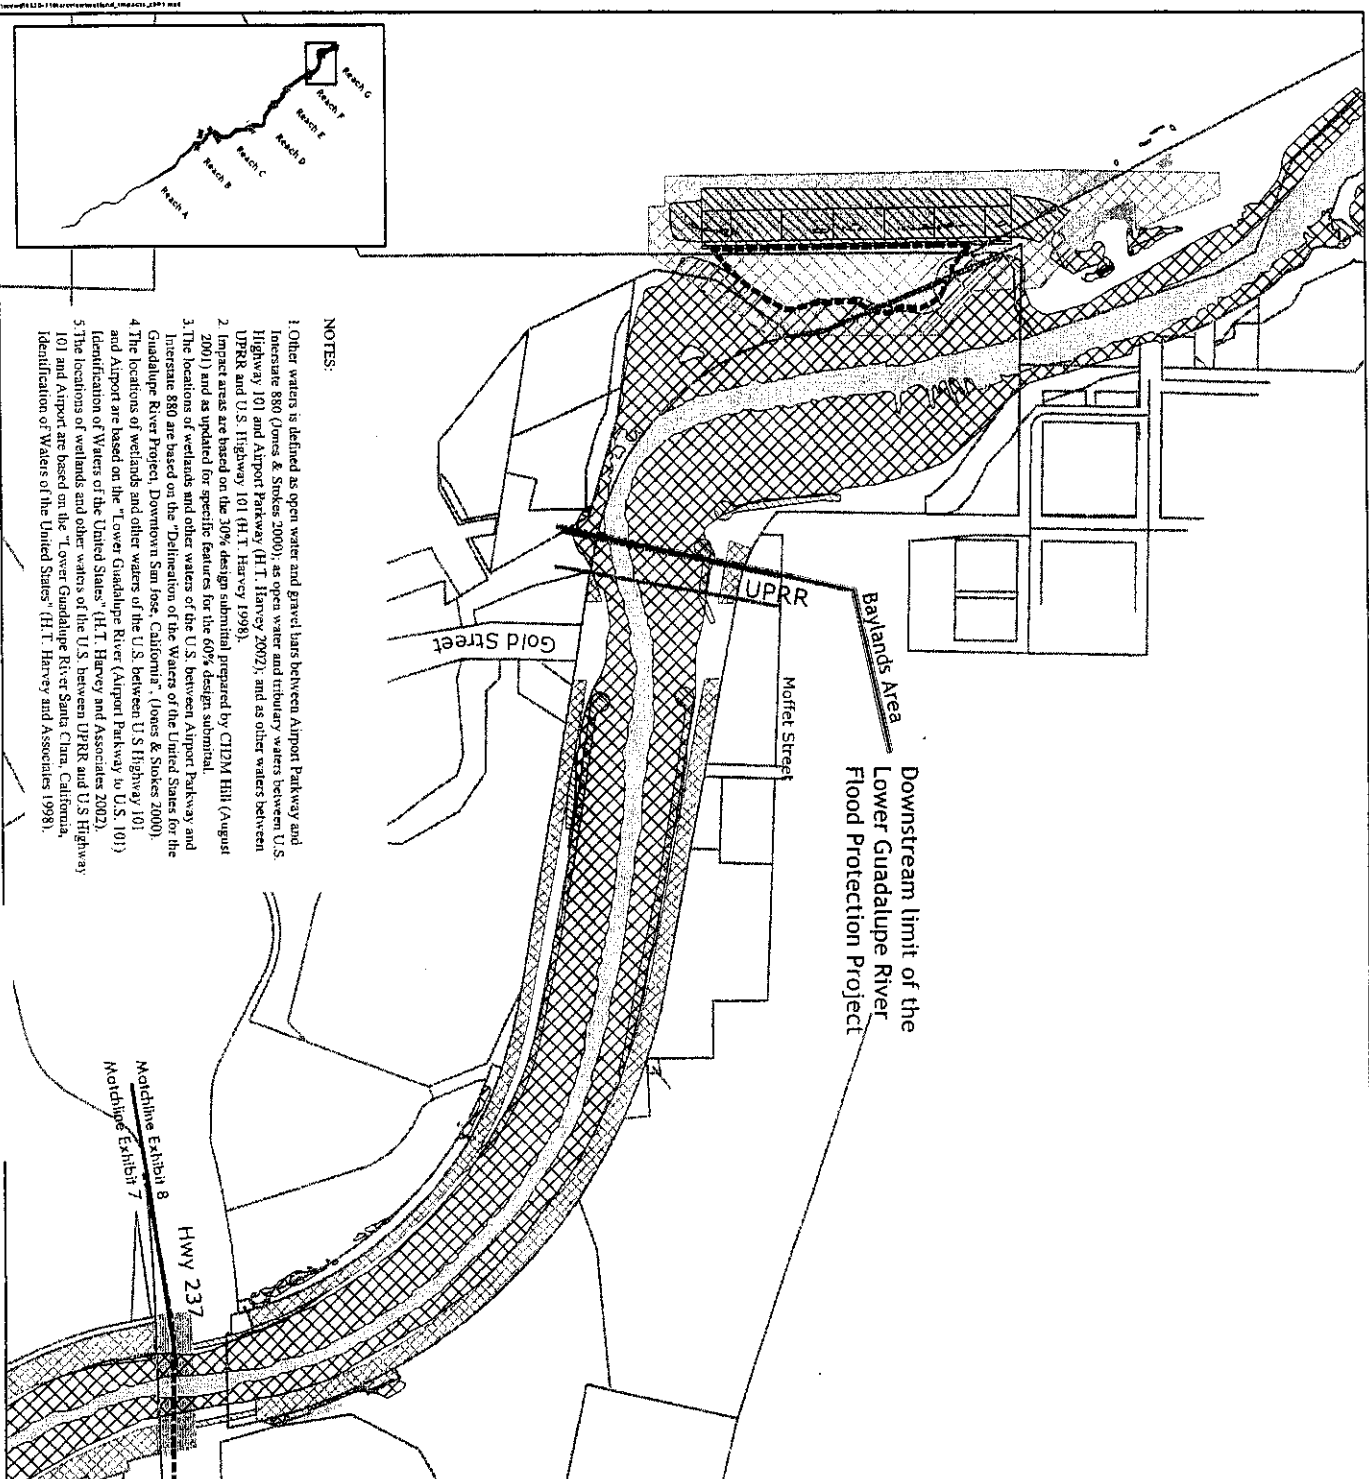 Reach G
Reach F
Reach E
Reach D
Reach C
Reach B
Reach A
NOTES:
1. Other waters is defined as open water and gravel bars between Airport Parkway and
Interstate 880 (Jones & Stokes 2000); as open water and tributary waters between U.S.
Highway 101 and Airport Parkway (H.T. Harvey 2002); and as other waters between
UPRR and U.S. Highway 101 (H.T. Harvey 1998).
2. Impact areas are based on the 30% design submittal prepared by CH2M Hill (August
2001) and as updated for specific features for the 60% design submittal.
3. The locations of wetlands and other waters of the U.S. between Airport Parkway and
Interstate 880 are based on the "Delineation of the Waters of the United States for the
Guadalupe River Project, Downtown San Jose, California", (Jones & Stokes 2000).
4. The locations of wetlands and other waters of the U.S. between U.S Highway 101
and Airport are based on the "Lower Guadalupe River (Airport Parkway to U.S. 101)
Identification of Waters of the United States" (H.T. Harvey and Associates 2002).
5. The locations of wetlands and other waters of the U.S. between UPRR and U.S Highway
101 and Airport are based on the "Lower Guadalupe River Santa Clara, California,
Identification of Waters of the United States" (H.T. Harvey and Associates 1998).
Gold Street
UPRR
Baylands Area
Moffet Street
Downstream limit of the
Lower Guadalupe River
Flood Protection Project
Matchline Exhibit 8
Matchline Exhibit 7
Hwy 237